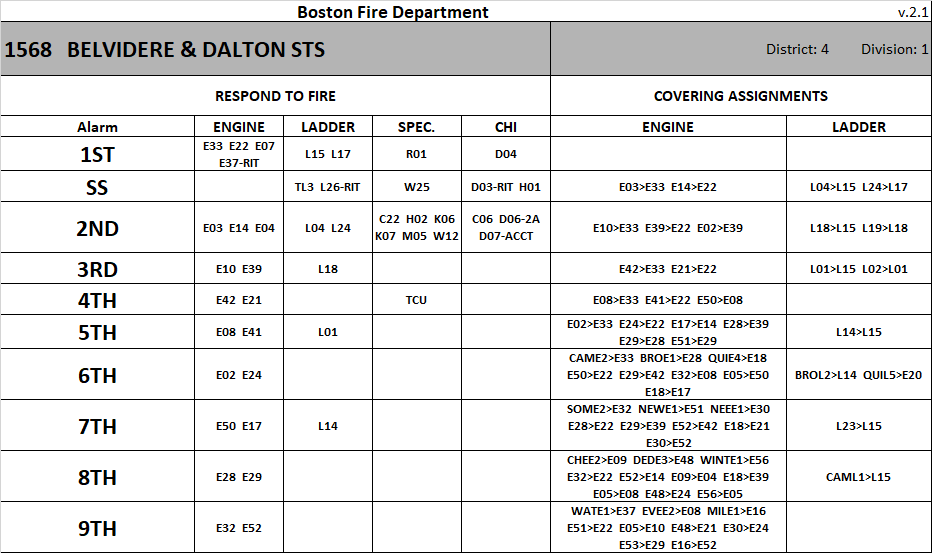 Boston Fire Department v.2.1
1568 BELVIDERE & DALTON STS District: 4 Division: 1
RESPOND TO FIRE COVERING ASSIGNMENTS
Alarm ENGINE LADDER SPEC. CHI ENGINE LADDER
1ST E33 E22 E07 L15 L17 R01 D04
E37-RIT
SS TL3 L26-RIT W25 D03-RIT H01 E03>E33 E14>E22 L04>L15 L24>L17
2ND E03 E14 E04 L04 L24 C22 H02 K06 C06 D06-2A E10>E33 E39>E22 E02>E39 L18>L15 L19>L18
K07 M05 W12 D07-ACCT
3RD E10 E39 L18 E42>E33 E21>E22 L01>L15 L02>L01
4TH E42 E21 TCU E08>E33 E41>E22 E50>E08
5TH E08 E41 L01 E02>E33 E24>E22 E17>E14 E28>E39 L14>L15
E29>E28 E51>E29
6TH E02 E24 CAME2>E33 BROE1>E28 QUIE4>E18 BROL2>L14 QUIL5>E20
E50>E22 E29>E42 E32>E08 E05>E50
E18>E17
7TH E50 E17 L14 SOME2>E32 NEWE1>E51 NEEE1>E30 L23>L15
E28>E22 E29>E39 E52>E42 E18>E21
E30>E52
8TH E28 E29 CHEE2>E09 DEDE3>E48 WINTE1>E56 CAML1>L15
E32>E22 E52>E14 E09>E04 E18>E39
E05>E08 E48>E24 E56>E05
9TH E32 E52 WATE1>E37 EVEE2>E08 MILE1>E16
E51>E22 E05>E10 E48>E21 E30>E24
E53>E29 E16>E52